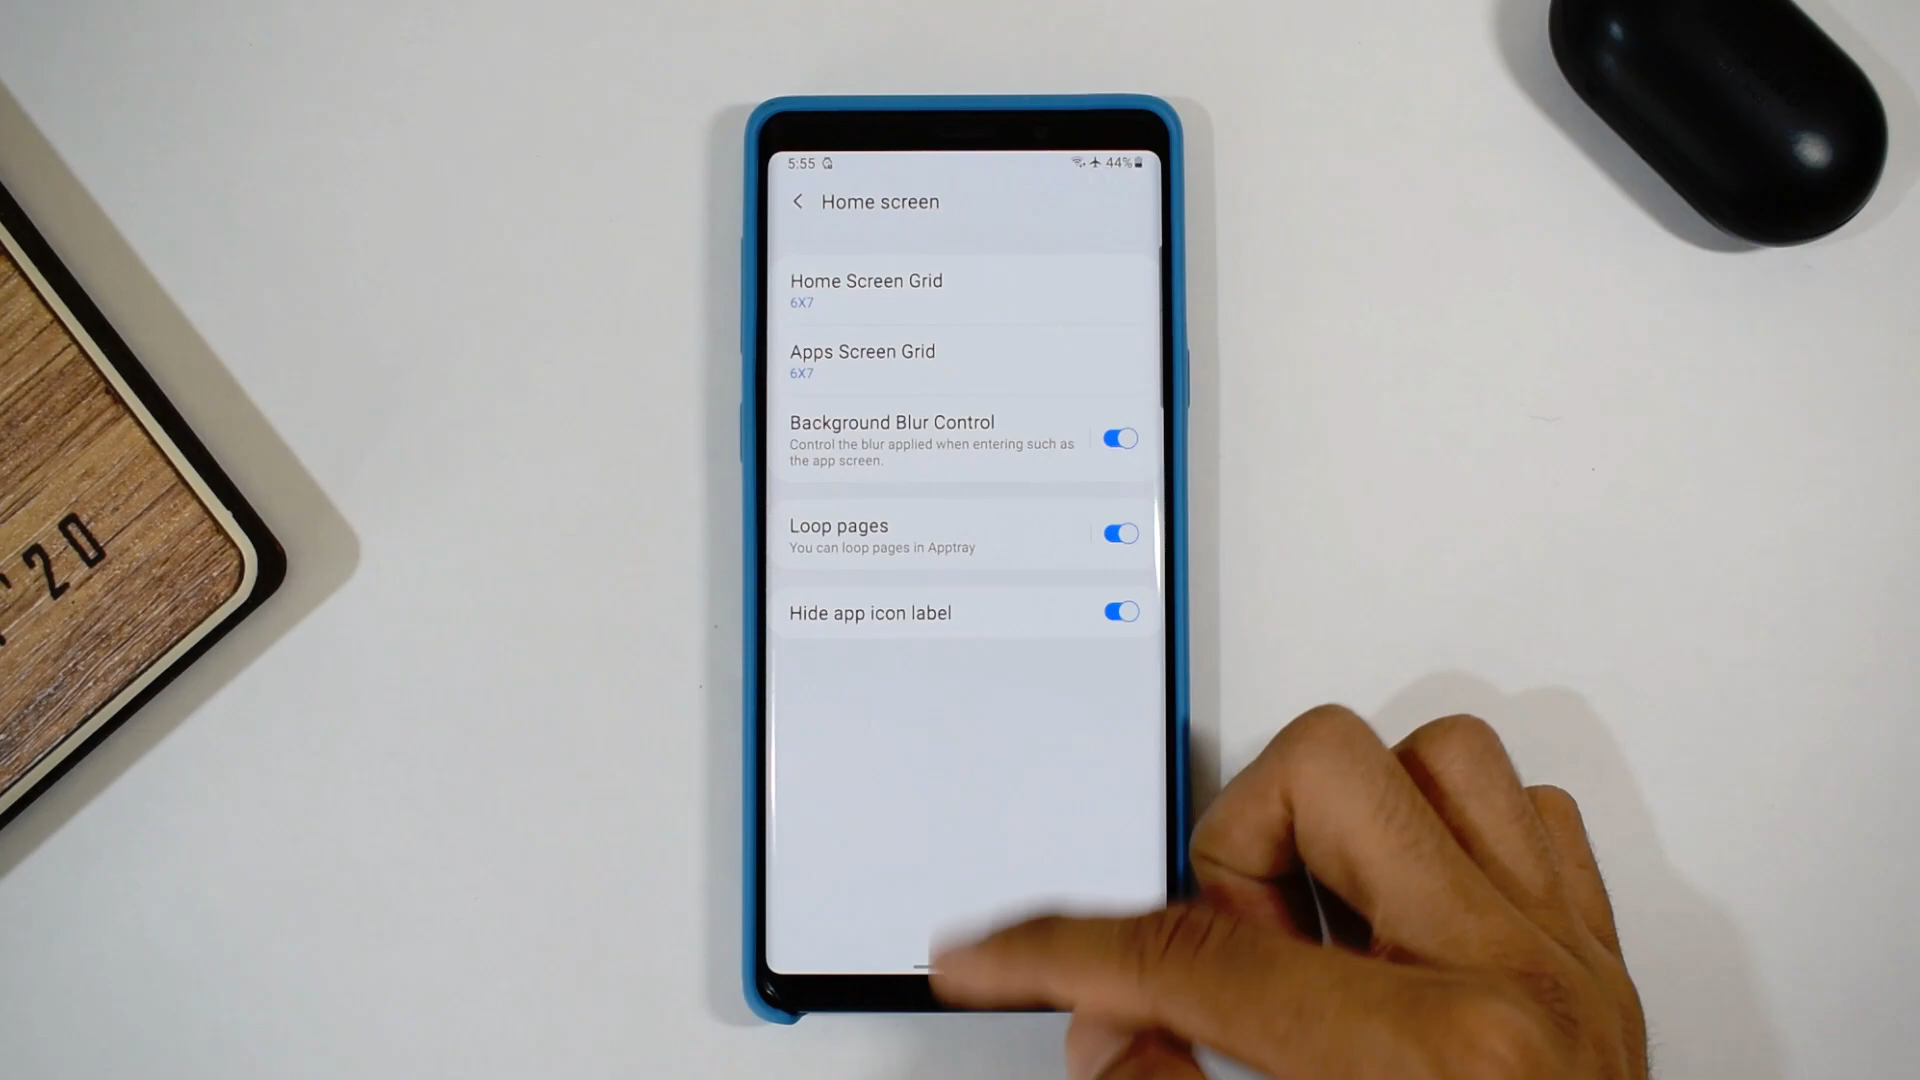 5:55
44%
Home screen
Home Screen Grid
6X7
Apps Screen Grid
6X7
Background Blur Control
Control the blur applied when entering such as
the app screen.
Loop pages
You can loop pages in Apptray
Hide app icon label
'20